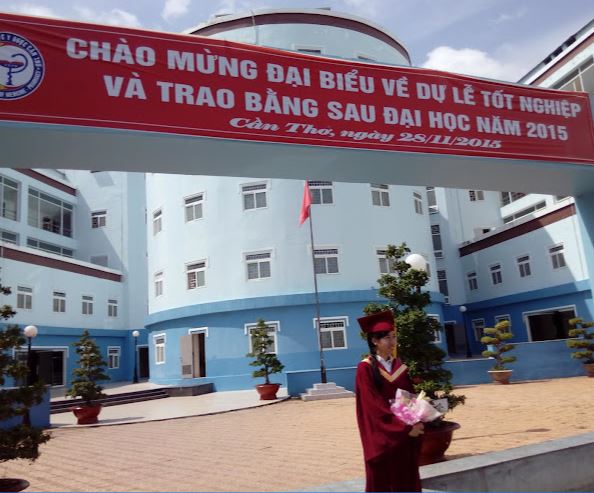 CHÀO MỪNG ĐẠI BIỂU VỀ DỰ LỄ TỐT NGHIỆP
VÀ TRAO BẰNG SAU ĐẠI HỌC NĂM 2015
Cần Thơ, ngày 28/11/2015